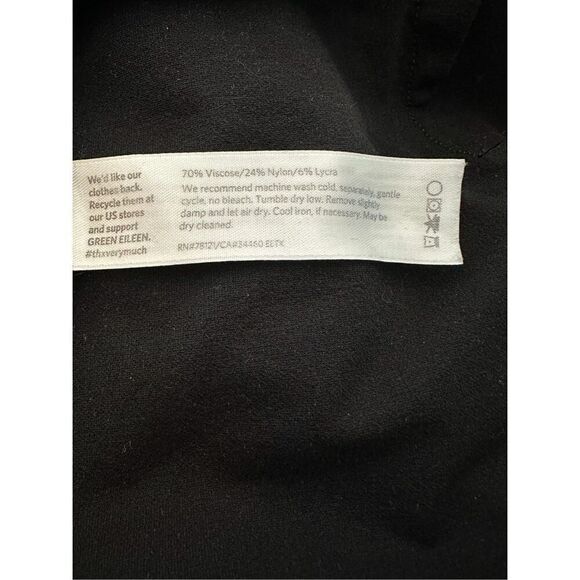 We'd like our
clothes back.
Recycle them at
our US stores
and support
GREEN EILEEN.
#thxverymuch
70% Viscose/24% Nylon/6% Lycra
We recommend machine wash cold, separately, gentle
cycle, no bleach. Tumble dry low. Remove slightly
damp and let air dry. Cool iron, if necessary. May be
dry cleaned.
RN#78121/CA#34460 EETK